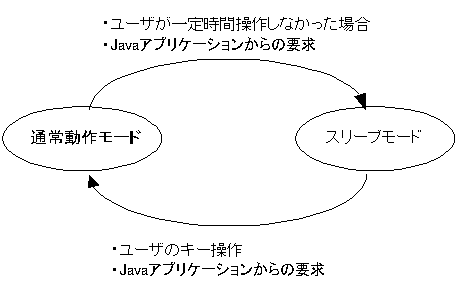 ・ユーザが一定時間操作しなかった場合
・Javaアプリケーションからの要求
通常動作モード
スリープモード
・ユーザのキー操作
・Javaアプリケーションからの要求